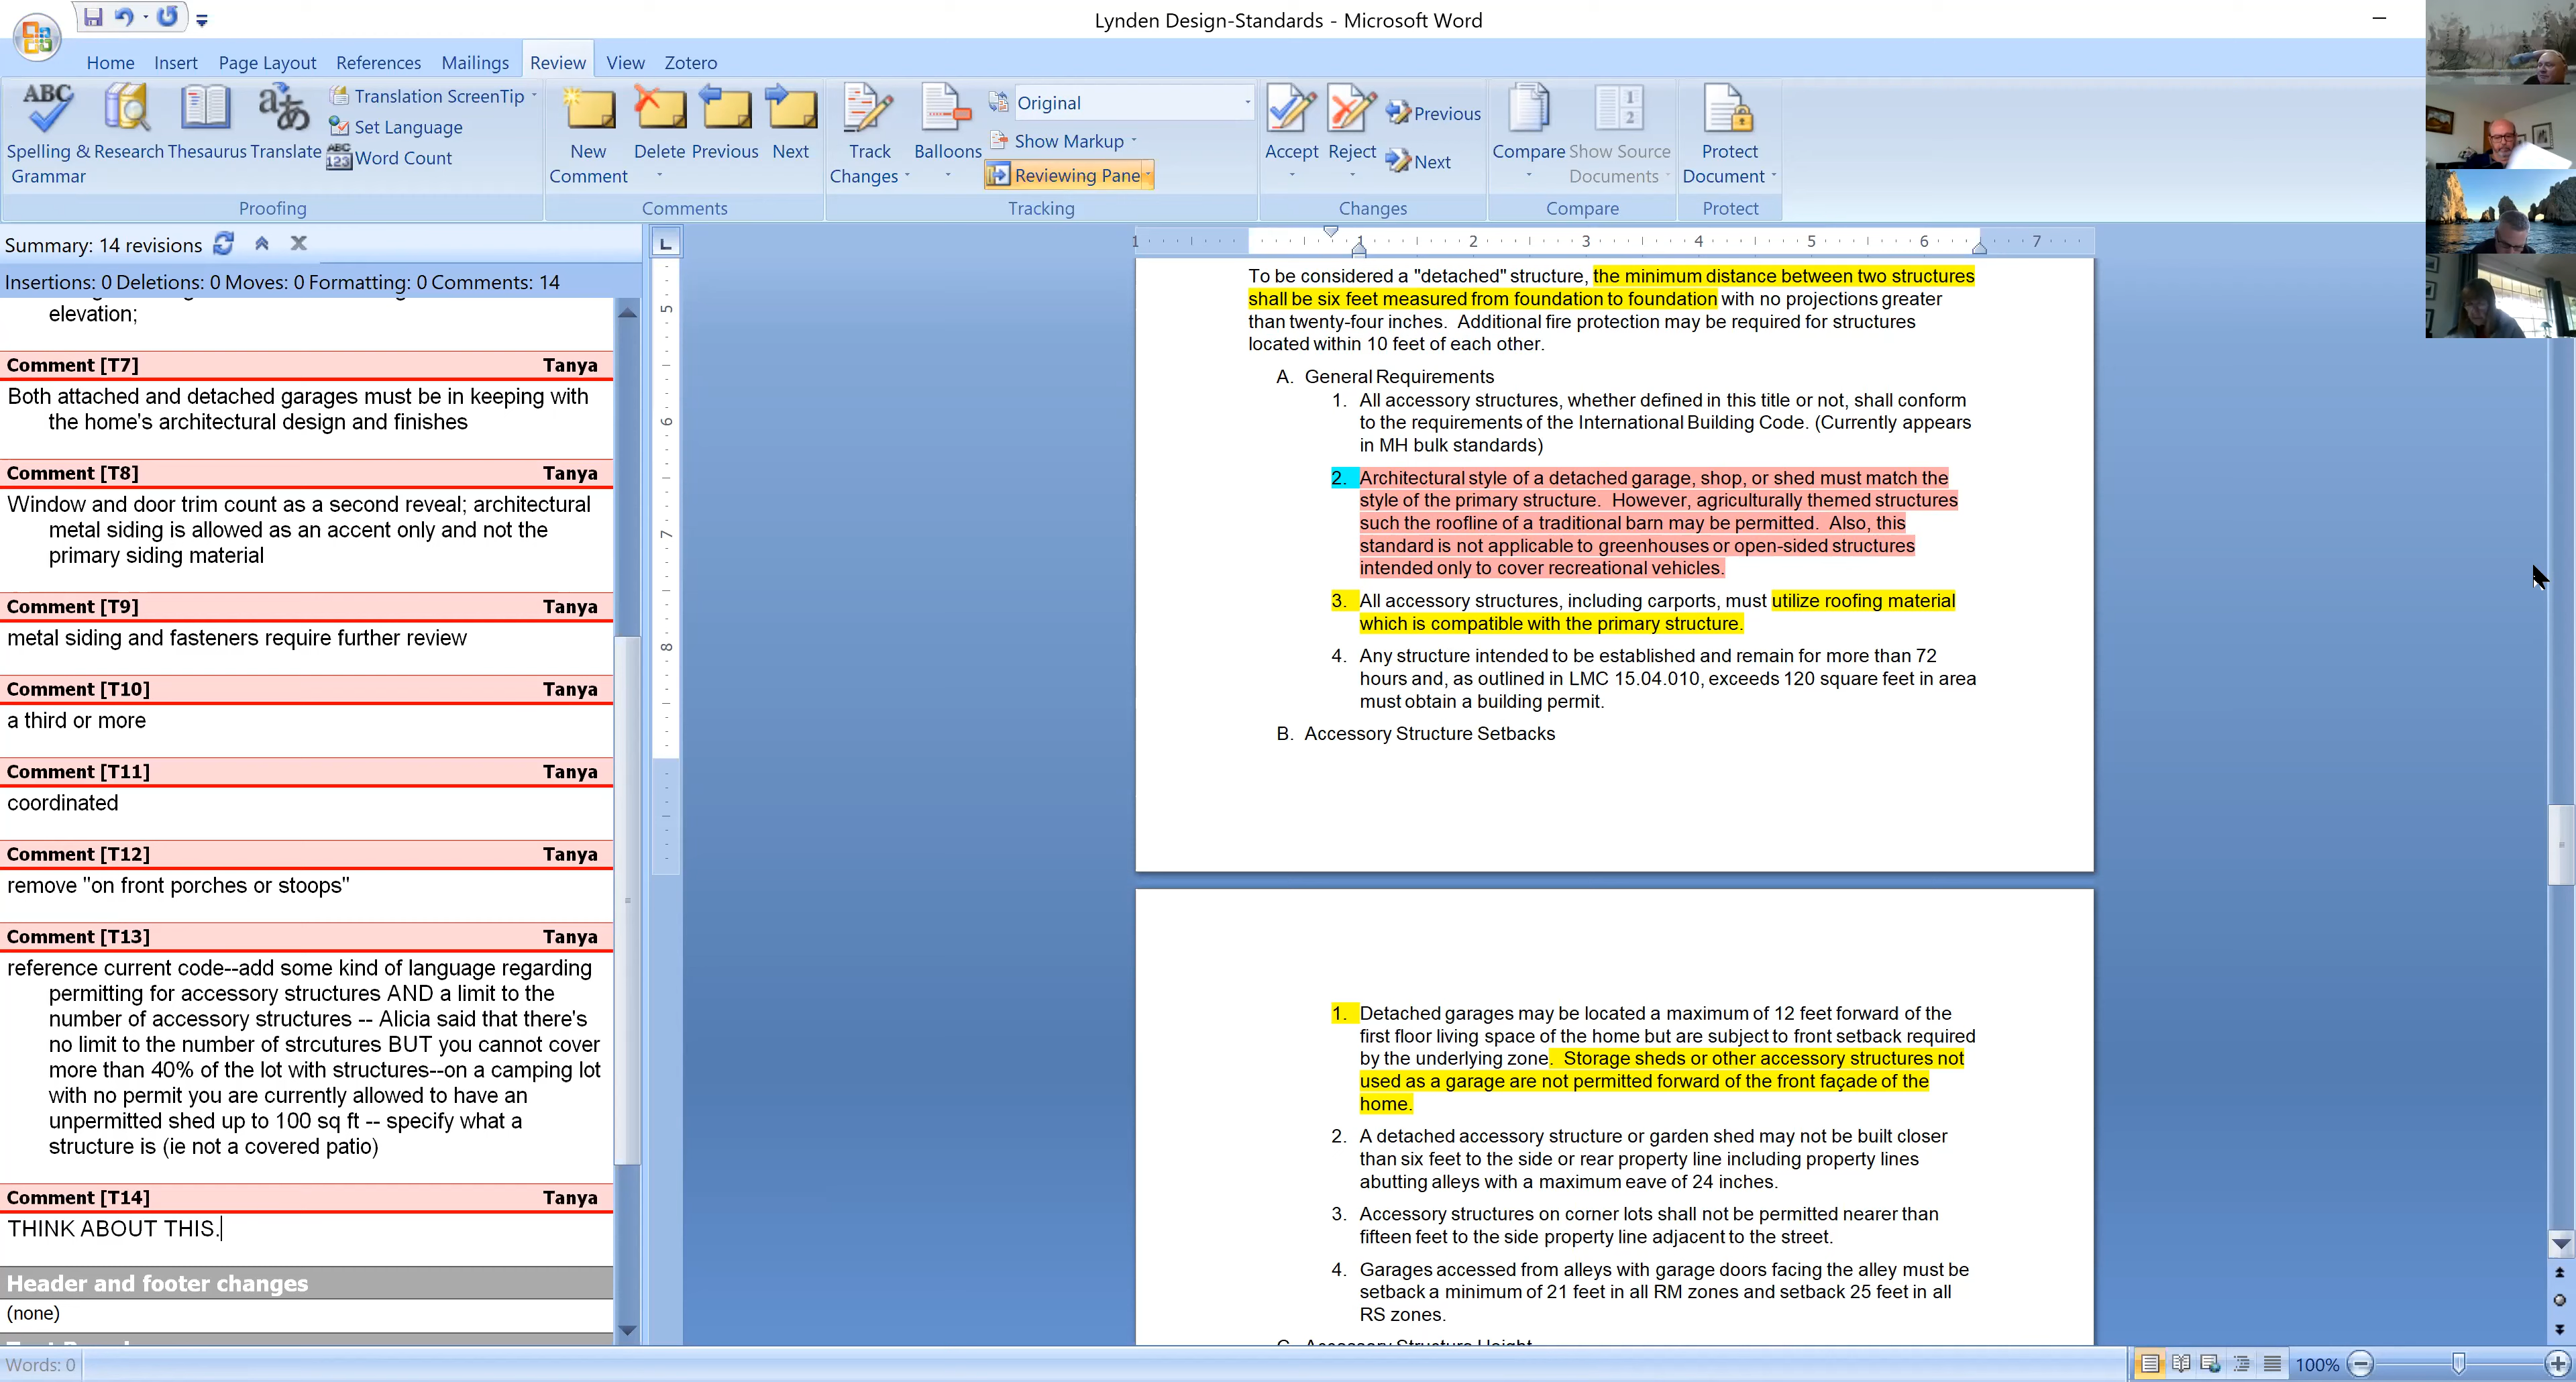 Lynden Design-Standards - Microsoft Word
Home Insert Page Layout References Mailings Review View Zotero
ABC
Spelling & Grammar
Research
Thesaurus
Translate
Translation ScreenTip
Set Language
ABC 123 Word Count
Proofing
New Comment
Delete
Previous
Next
Comments
Track Changes
Balloons
Original
Show Markup
Reviewing Pane
Tracking
Accept
Reject
Previous
Next
Changes
Compare
Show Source Documents
Compare
Protect Document
Protect
Summary: 14 revisions
Insertions: 0 Deletions: 0 Moves: 0 Formatting: 0 Comments: 14
elevation;
Comment [T7] Tanya
Both attached and detached garages must be in keeping with
the home's architectural design and finishes
Comment [T8] Tanya
Window and door trim count as a second reveal; architectural
metal siding is allowed as an accent only and not the
primary siding material
Comment [T9] Tanya
metal siding and fasteners require further review
Comment [T10] Tanya
a third or more
Comment [T11] Tanya
coordinated
Comment [T12] Tanya
remove "on front porches or stoops"
Comment [T13] Tanya
reference current code--add some kind of language regarding
permitting for accessory structures AND a limit to the
number of accessory structures -- Alicia said that there's
no limit to the number of strcutures BUT you cannot cover
more than 40% of the lot with structures--on a camping lot
with no permit you are currently allowed to have an
unpermitted shed up to 100 sq ft -- specify what a
structure is (ie not a covered patio)
Comment [T14] Tanya
THINK ABOUT THIS.
Header and footer changes
(none)
Words: 0
L
1 1 2 3 4 5 6 7
5
6
7
8
To be considered a "detached" structure, the minimum distance between two structures
shall be six feet measured from foundation to foundation with no projections greater
than twenty-four inches. Additional fire protection may be required for structures
located within 10 feet of each other.
A. General Requirements
1. All accessory structures, whether defined in this title or not, shall conform
to the requirements of the International Building Code. (Currently appears
in MH bulk standards)
2. Architectural style of a detached garage, shop, or shed must match the
style of the primary structure. However, agriculturally themed structures
such the roofline of a traditional barn may be permitted. Also, this
standard is not applicable to greenhouses or open-sided structures
intended only to cover recreational vehicles.
3. All accessory structures, including carports, must utilize roofing material
which is compatible with the primary structure.
4. Any structure intended to be established and remain for more than 72
hours and, as outlined in LMC 15.04.010, exceeds 120 square feet in area
must obtain a building permit.
B. Accessory Structure Setbacks
1. Detached garages may be located a maximum of 12 feet forward of the
first floor living space of the home but are subject to front setback required
by the underlying zone. Storage sheds or other accessory structures not
used as a garage are not permitted forward of the front façade of the
home.
2. A detached accessory structure or garden shed may not be built closer
than six feet to the side or rear property line including property lines
abutting alleys with a maximum eave of 24 inches.
3. Accessory structures on corner lots shall not be permitted nearer than
fifteen feet to the side property line adjacent to the street.
4. Garages accessed from alleys with garage doors facing the alley must be
setback a minimum of 21 feet in all RM zones and setback 25 feet in all
RS zones.
C. Accessory Structure Height
100%